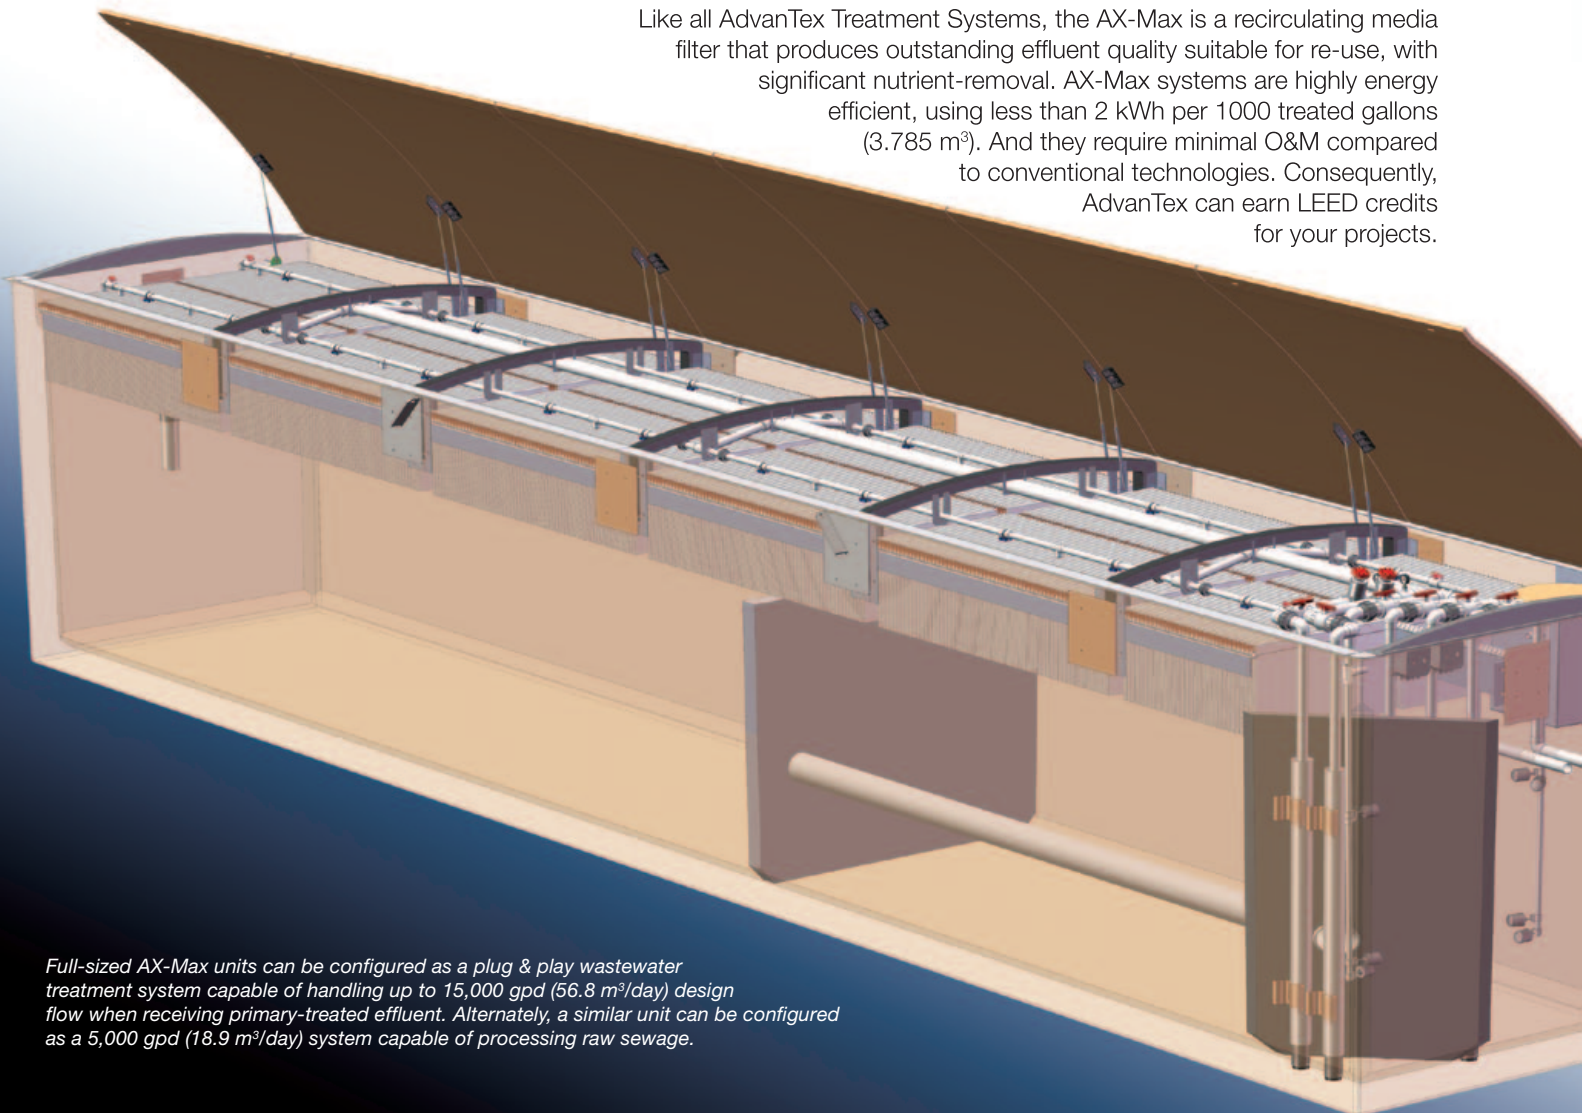 Like all AdvanTex Treatment Systems, the AX-Max is a recirculating media
filter that produces outstanding effluent quality suitable for re-use, with
significant nutrient-removal. AX-Max systems are highly energy
efficient, using less than 2 kWh per 1000 treated gallons
(3.785 m³). And they require minimal O&M compared
to conventional technologies. Consequently,
AdvanTex can earn LEED credits
for your projects.
Full-sized AX-Max units can be configured as a plug & play wastewater
treatment system capable of handling up to 15,000 gpd (56.8 m³/day) design
flow when receiving primary-treated effluent. Alternately, a similar unit can be configured
as a 5,000 gpd (18.9 m³/day) system capable of processing raw sewage.